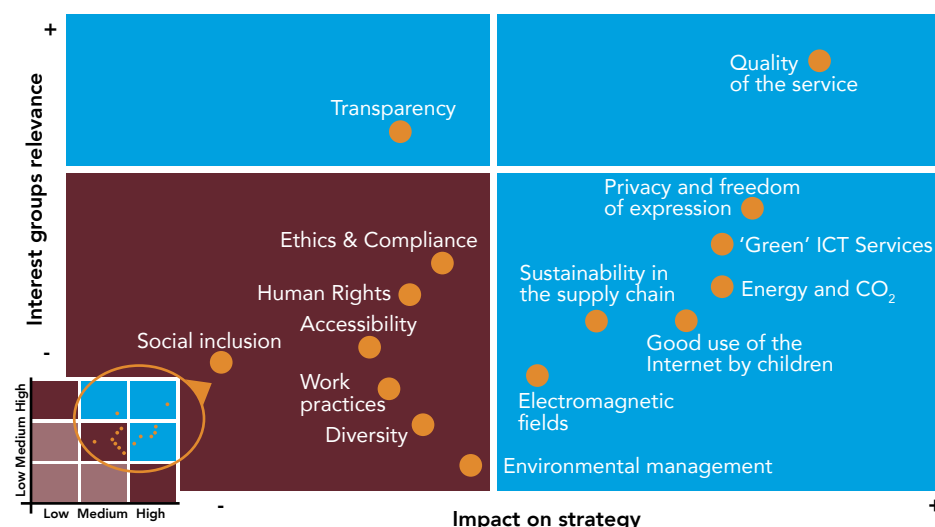 +
Quality
of the service
Transparency
Interest groups relevance
Privacy and freedom
of expression
Ethics & Compliance
'Green' ICT Services
Sustainability in
the supply chain
Human Rights
Energy and CO₂
Accessibility
Social inclusion
Good use of the
Internet by children
-
Work
practices
Electromagnetic
fields
Diversity
Environmental management
High
Medium
Low
Low Medium High
-
+
Impact on strategy